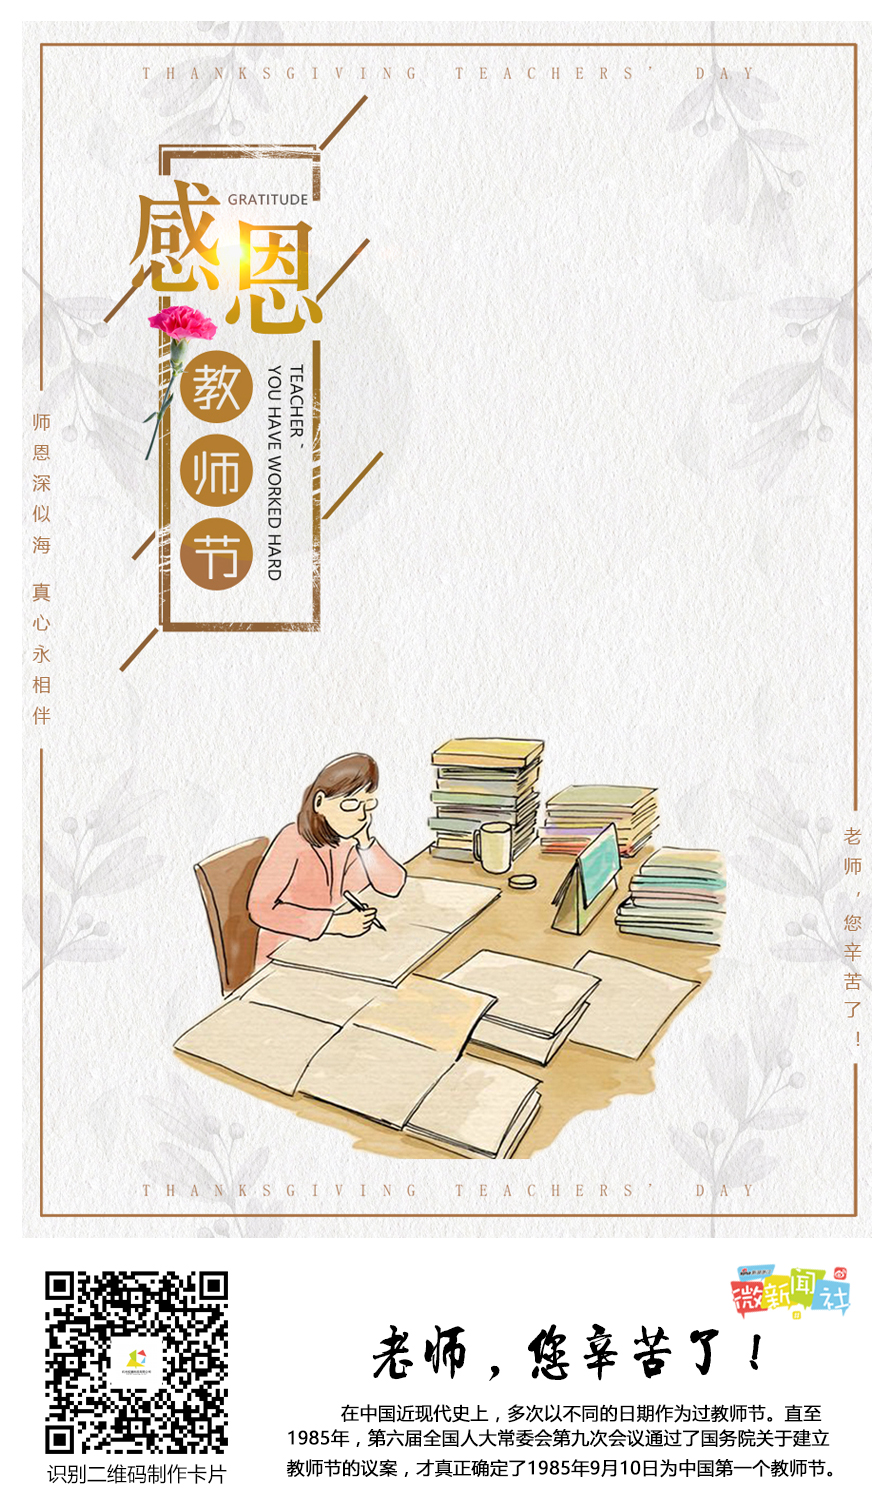 THANKSGIVING TEACHERS' DAY
感恩
GRATITUDE
教师节
TEACHER、
YOU HAVE WORKED HARD
师恩深似海 真心永相伴
老师，您辛苦了！
THANKSGIVING TEACHERS' DAY
微新闻社
老师，您辛苦了！
在中国近现代史上，多次以不同的日期作为过教师节。直至
1985年，第六届全国人大常委会第九次会议通过了国务院关于建立
教师节的议案，才真正确定了1985年9月10日为中国第一个教师节。
识别二维码制作卡片